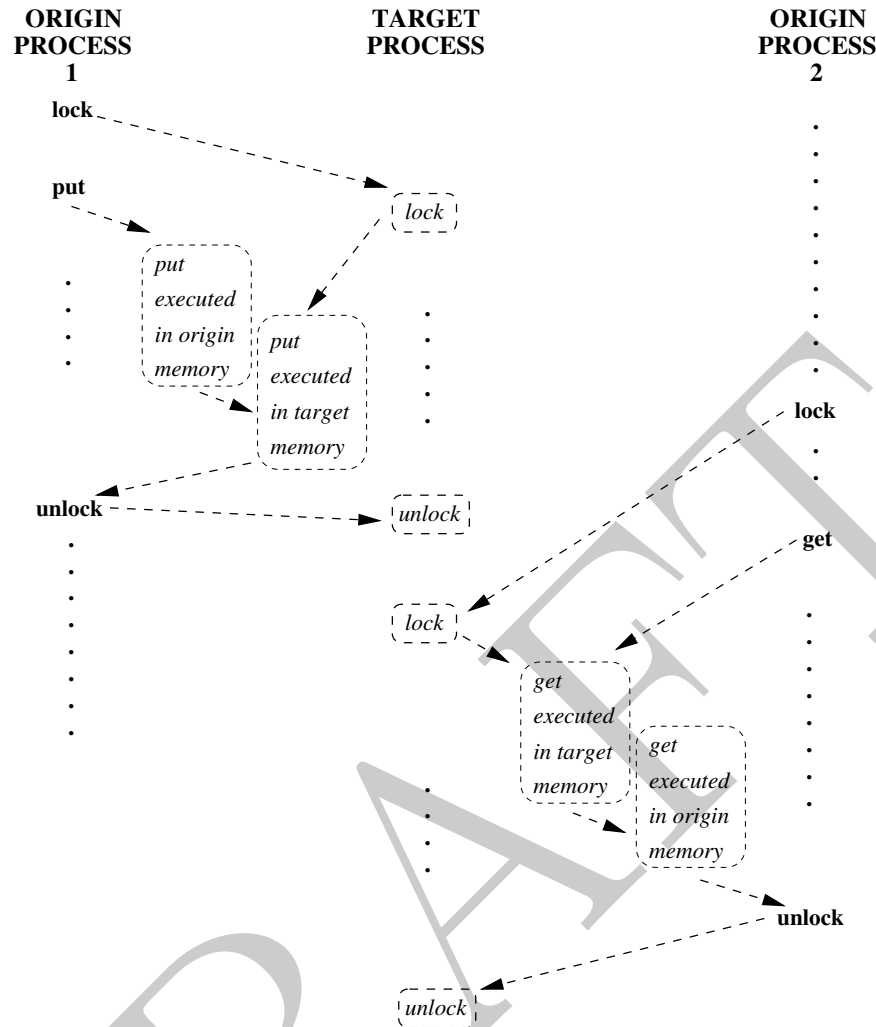 ORIGIN
PROCESS
1
TARGET
PROCESS
ORIGIN
PROCESS
2
lock
put
lock
put
executed
in origin
memory
put
executed
in target
memory
lock
unlock
unlock
get
lock
get
executed
in target
memory
get
executed
in origin
memory
unlock
unlock
DRAFT